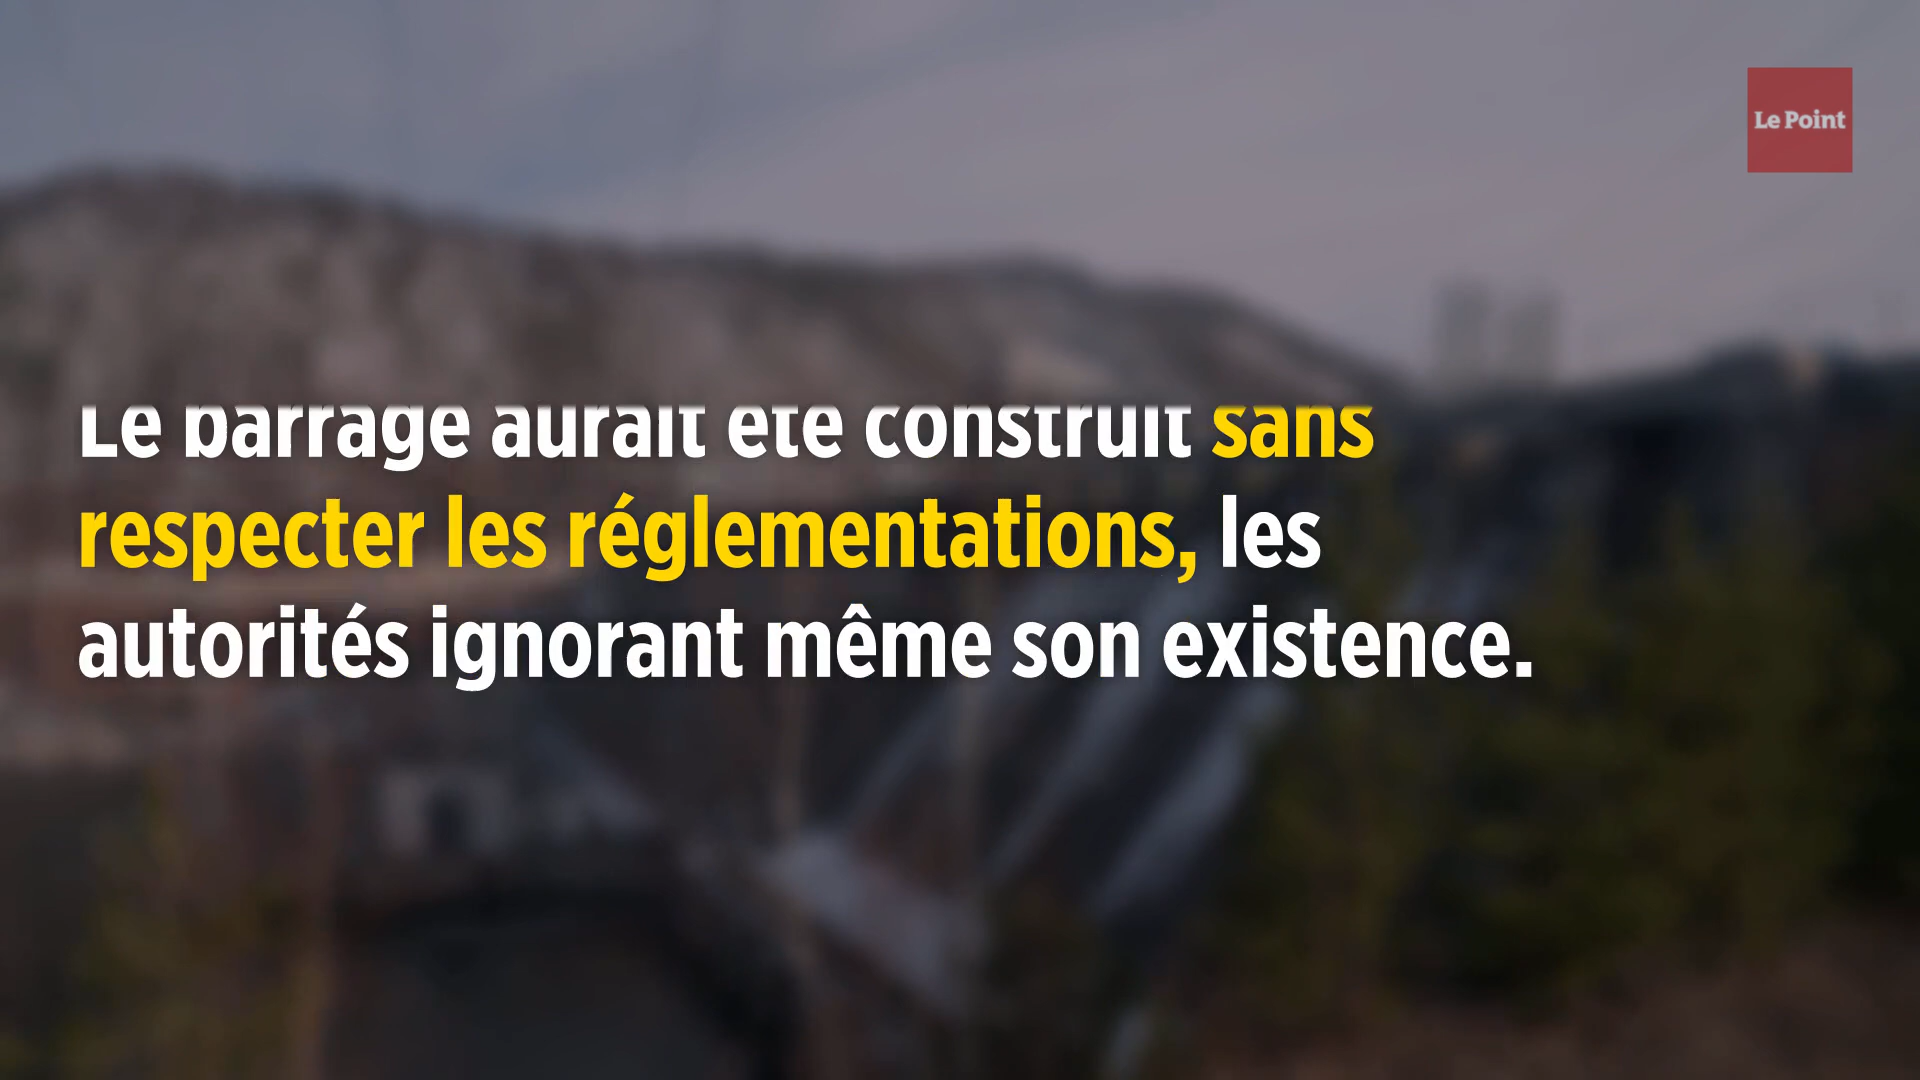 Le Point
Le barrage aurait été construit sans
respecter les réglementations, les
autorités ignorant même son existence.